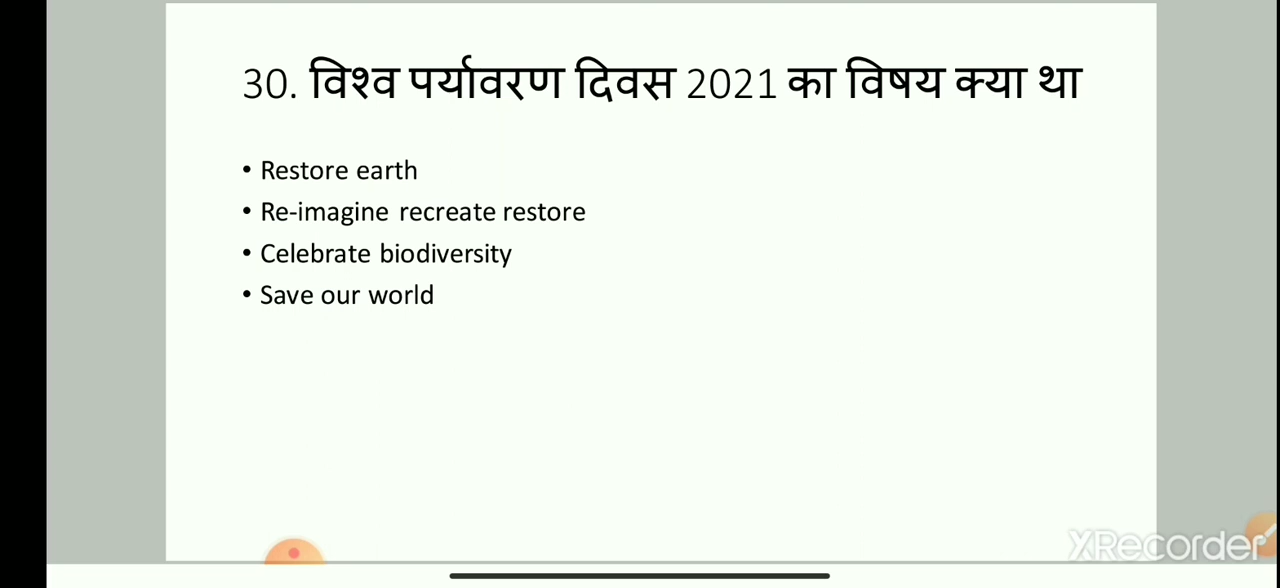 30. विश्व पर्यावरण दिवस 2021 का विषय क्या था
• Restore earth
• Re-imagine recreate restore
• Celebrate biodiversity
• Save our world
XRecorder